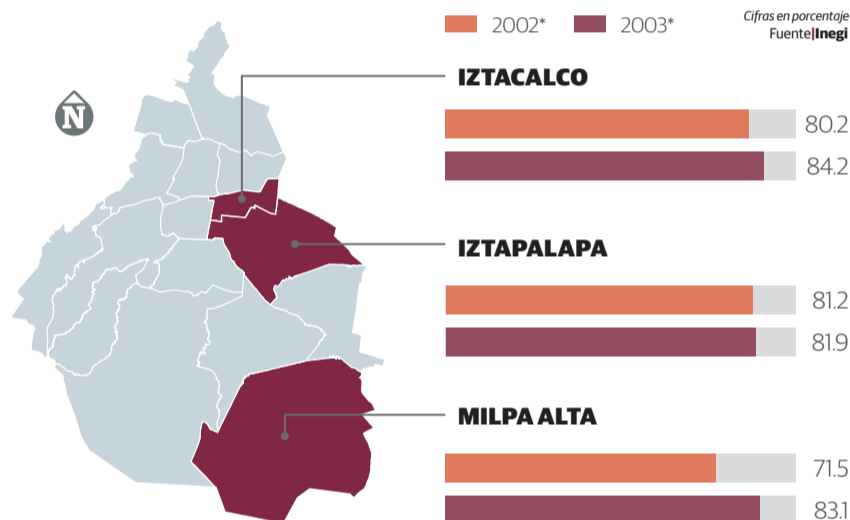 2002* 2003* Cifras en porcentaje
Fuente|Inegi
N
IZTACALCO
80.2
84.2
IZTAPALAPA
81.2
81.9
MILPA ALTA
71.5
83.1